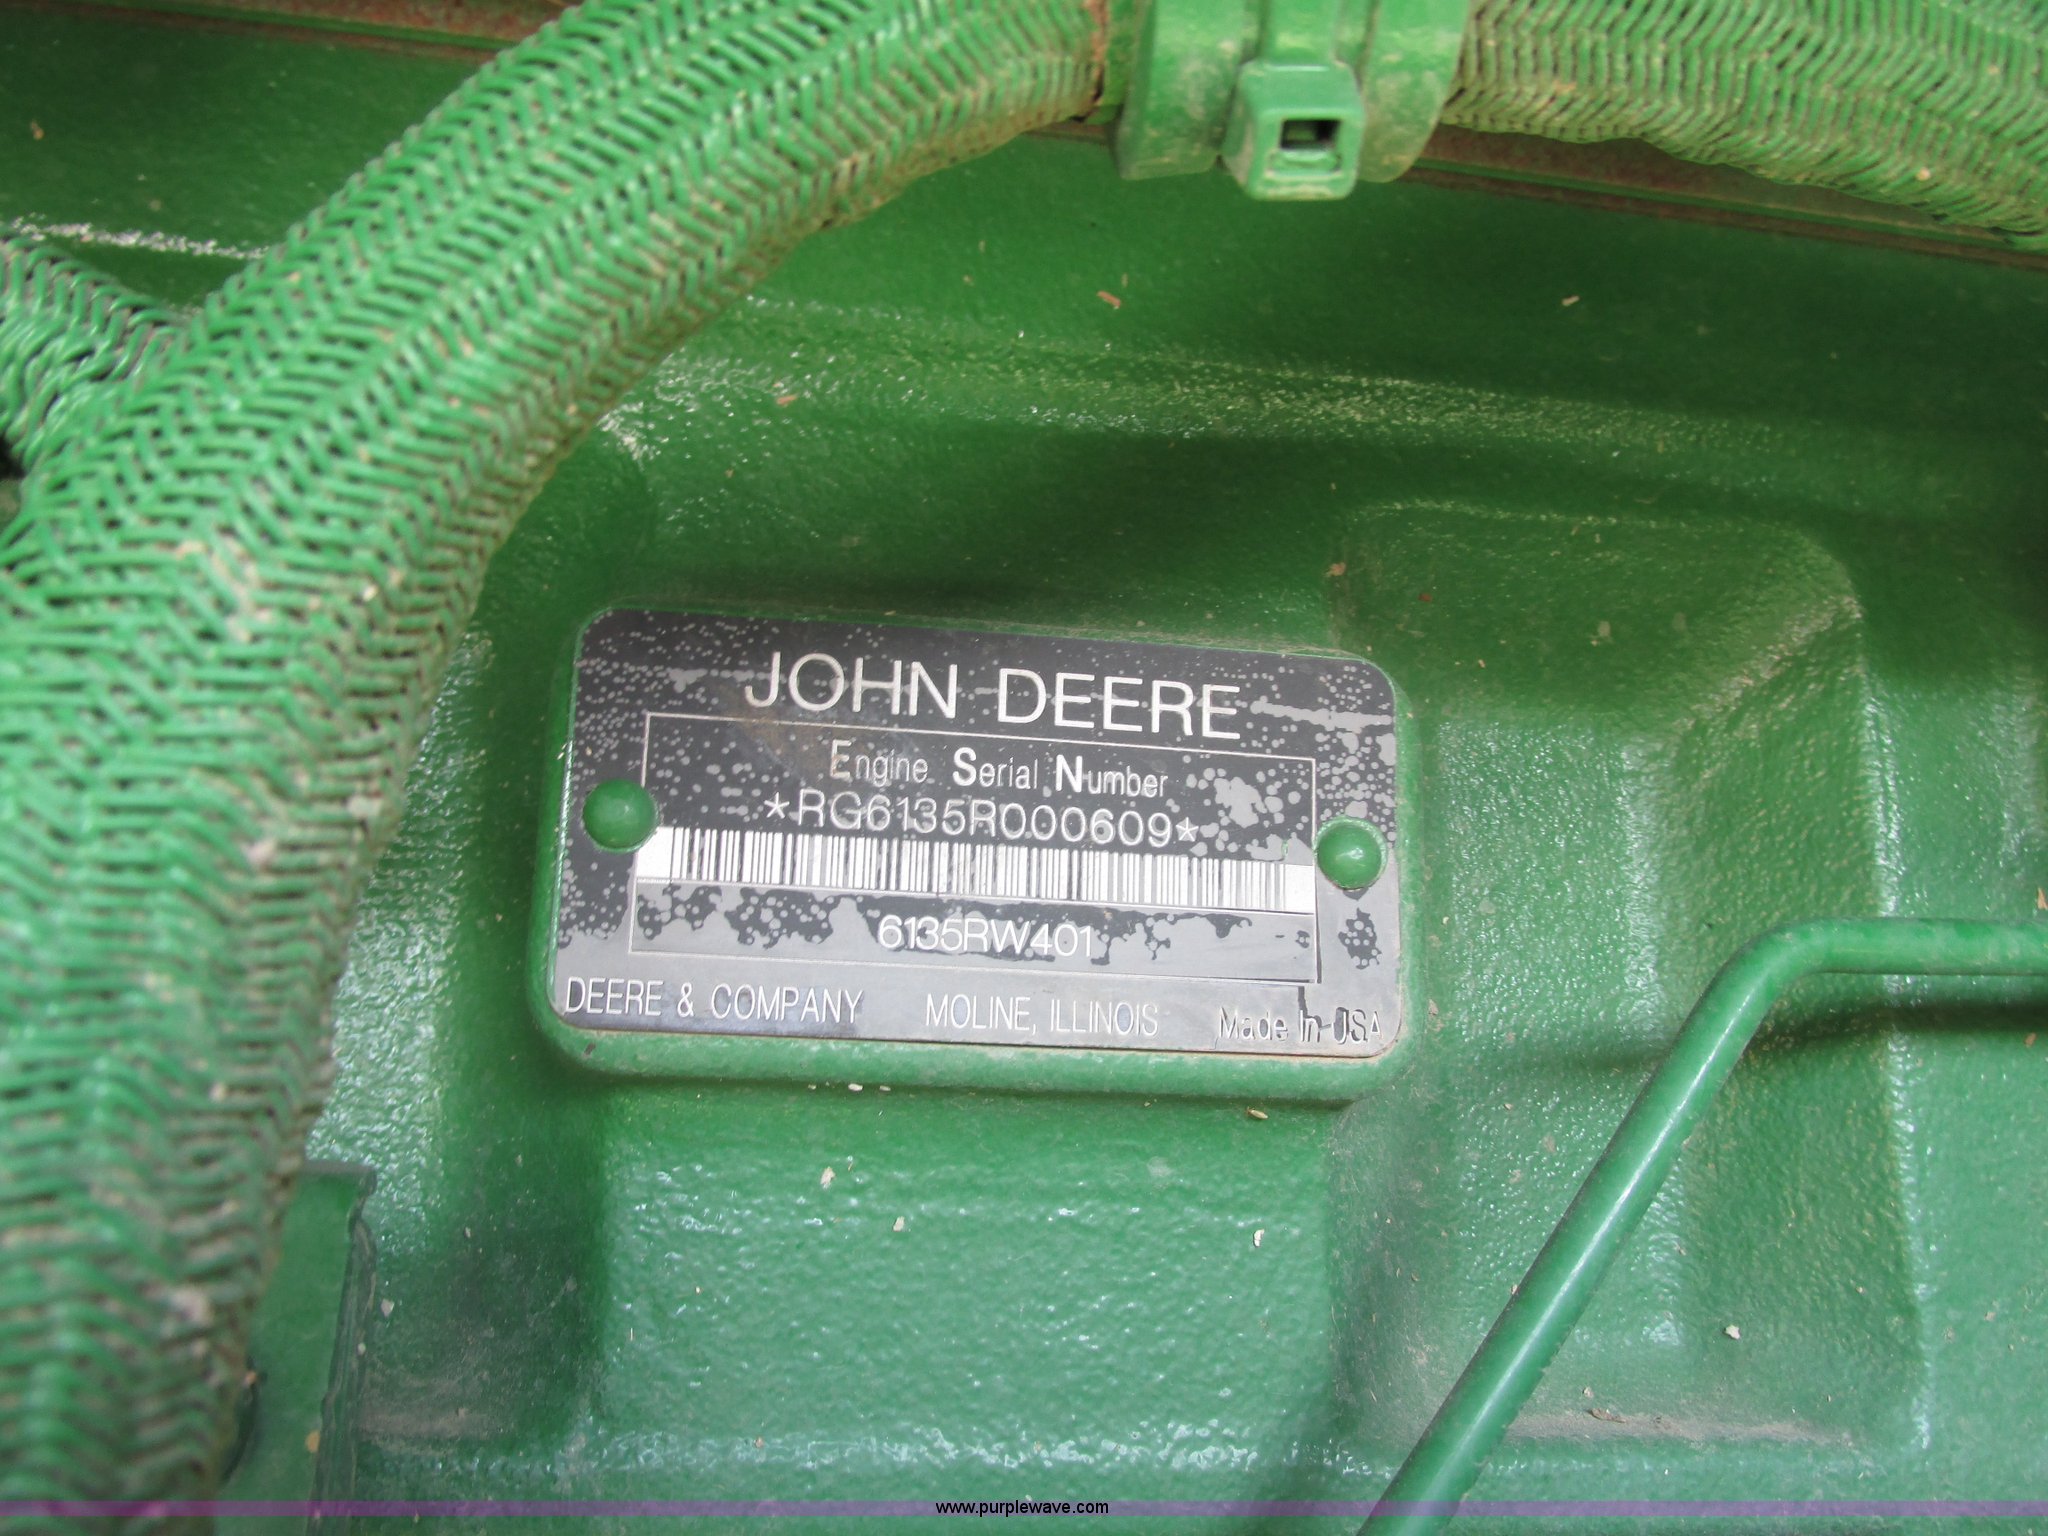 JOHN DEERE
Engine Serial Number
*RG6135R000609*
6135RW401
DEERE & COMPANY MOLINE, ILLINOIS Made In USA
www.purplewave.com